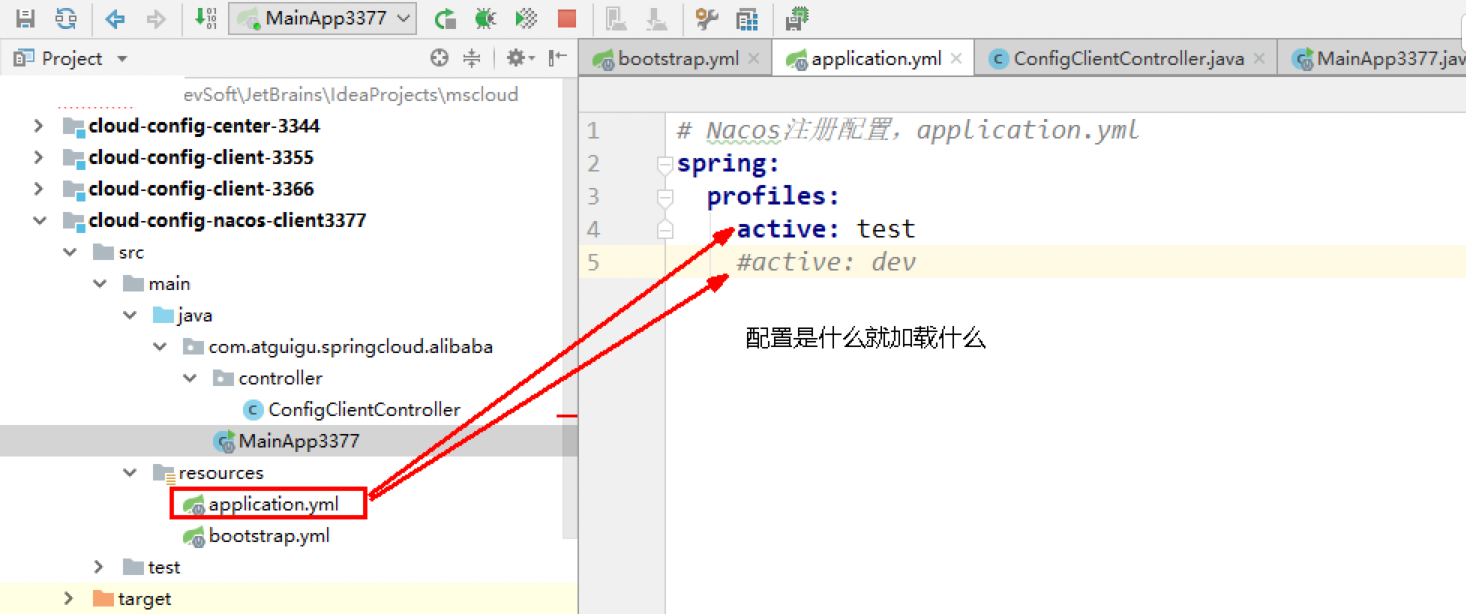 MainApp3377
Project
bootstrap.yml
application.yml
ConfigClientController.java
MainApp3377.jav
evSoft\JetBrains\IdeaProjects\mscloud
cloud-config-center-3344
cloud-config-client-3355
cloud-config-client-3366
cloud-config-nacos-client3377
src
main
java
com.atguigu.springcloud.alibaba
controller
ConfigClientController
MainApp3377
resources
application.yml
bootstrap.yml
test
target
1 # Nacos注册配置，application.yml
2 spring:
3 profiles:
4 active: test
5 #active: dev
配置是什么就加载什么